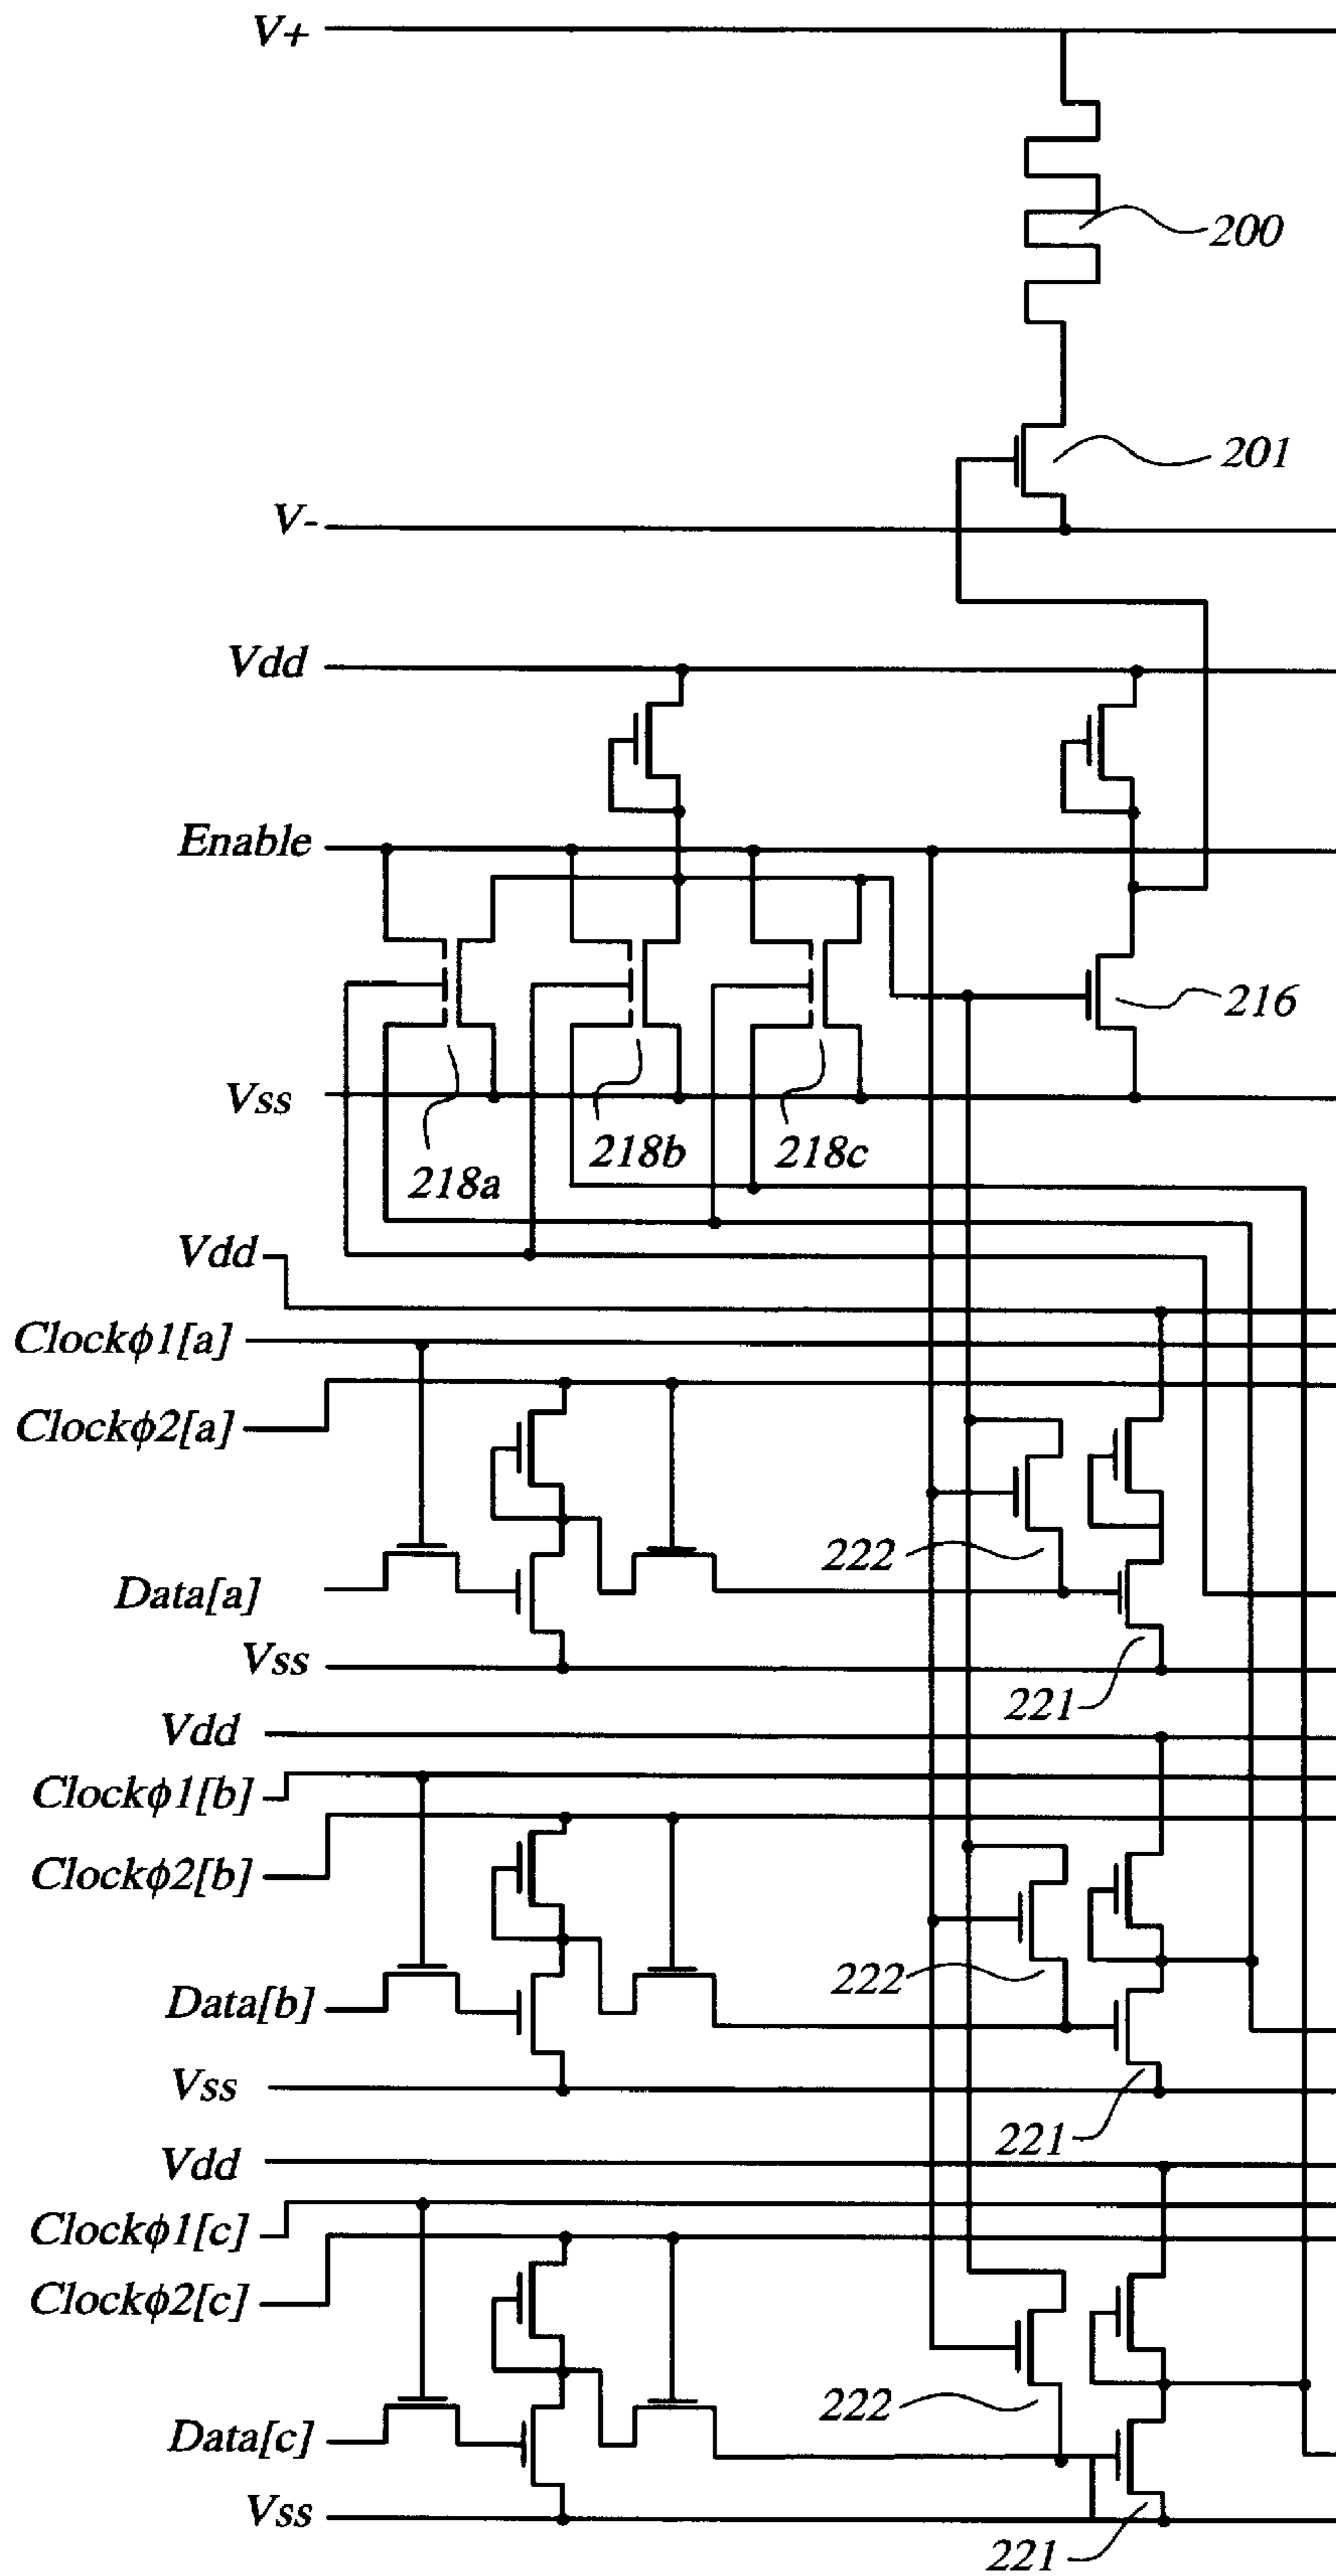 V+
200
201
V-
Vdd
Enable
216
Vss
218b
218c
218a
Vdd
Clockϕ1[a]
Clockϕ2[a]
222
Data[a]
Vss
221
Vdd
Clockϕ1[b]
Clockϕ2[b]
222
Data[b]
Vss
221
Vdd
Clockϕ1[c]
Clockϕ2[c]
222
Data[c]
Vss
221